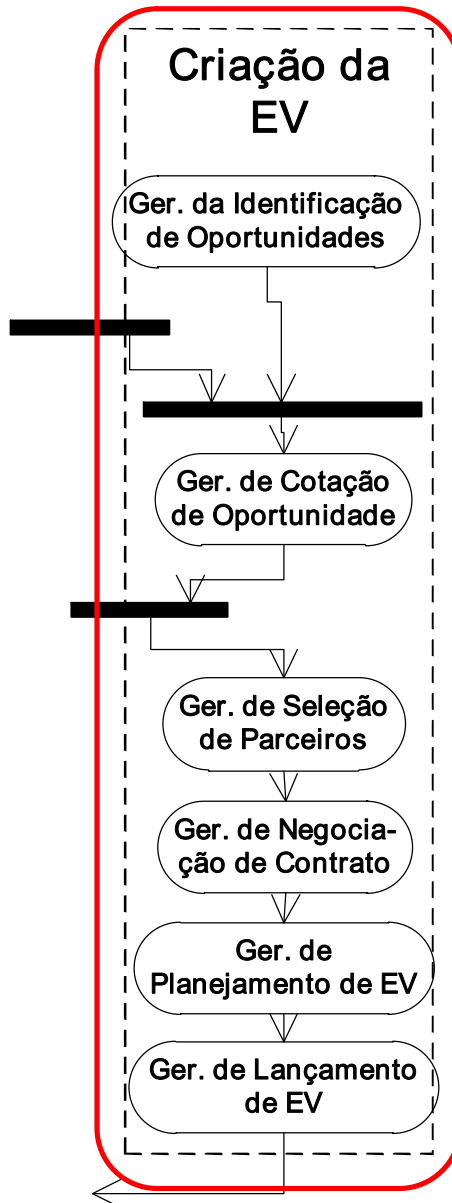 Criação da
EV
Ger. da Identificação
de Oportunidades
Ger. de Cotação
de Oportunidade
Ger. de Seleção
de Parceiros
Ger. de Negocia-
ção de Contrato
Ger. de
Planejamento de EV
Ger. de Lançamento
de EV